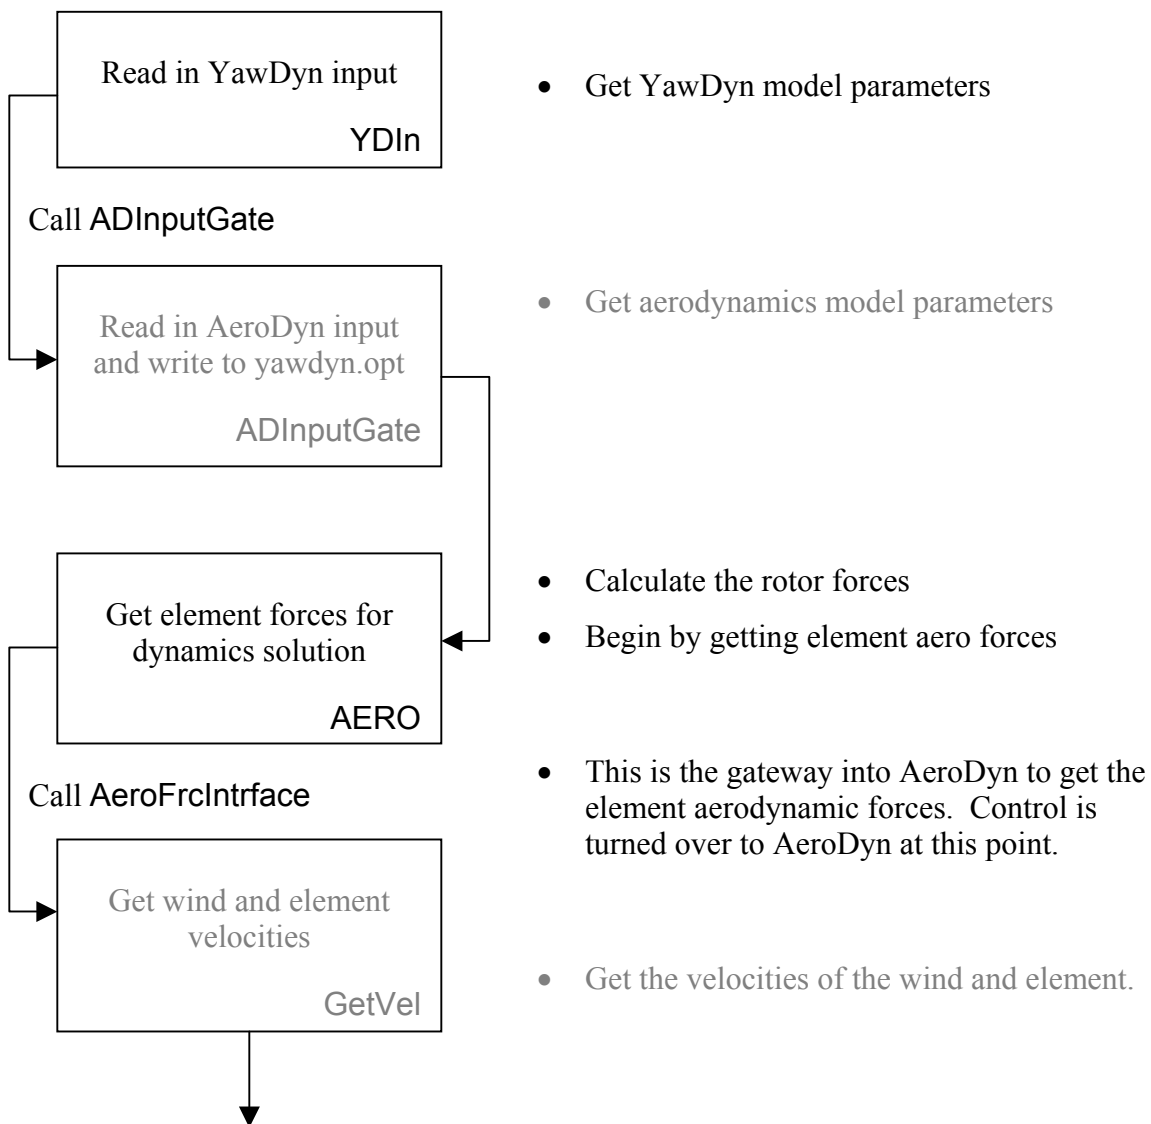 Read in YawDyn input
YDIn
• Get YawDyn model parameters
Call ADInputGate
Read in AeroDyn input
and write to yawdyn.opt
ADInputGate
• Get aerodynamics model parameters
Get element forces for
dynamics solution
AERO
• Calculate the rotor forces
• Begin by getting element aero forces
Call AeroFrcIntrface
• This is the gateway into AeroDyn to get the
element aerodynamic forces.  Control is
turned over to AeroDyn at this point.
Get wind and element
velocities
GetVel
• Get the velocities of the wind and element.